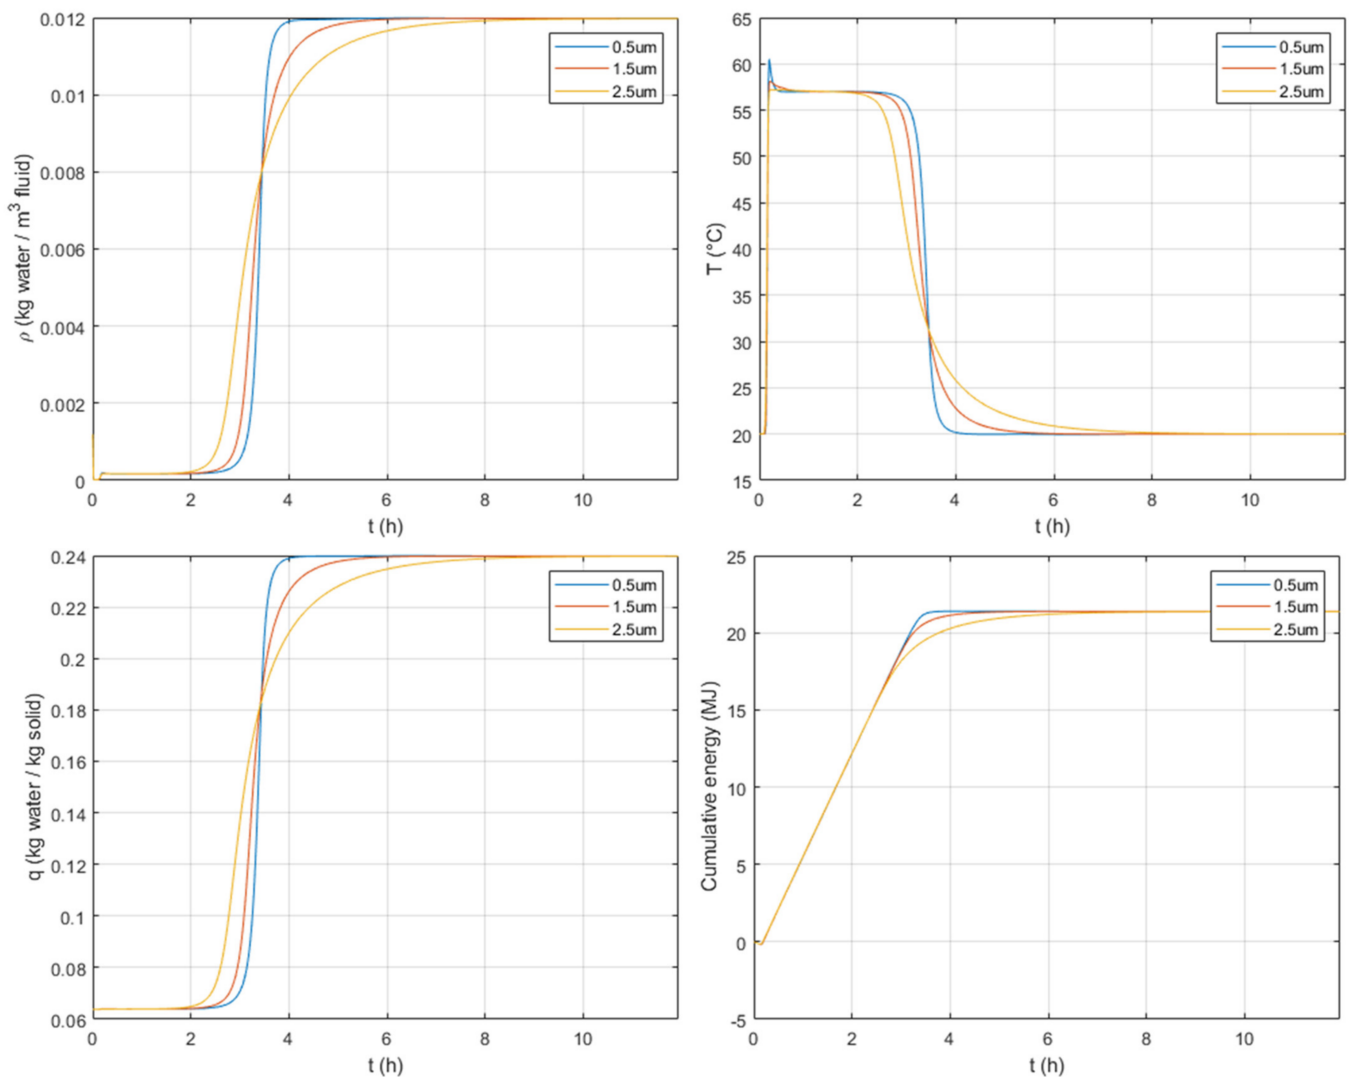 ρ (kg water / m³ fluid)
0.012
0.01
0.008
0.006
0.004
0.002
0
0 2 4 6 8 10
t (h)
0.5um
1.5um
2.5um
T (°C)
65
60
55
50
45
40
35
30
25
20
15
0 2 4 6 8 10
t (h)
0.5um
1.5um
2.5um
q (kg water / kg solid)
0.24
0.22
0.2
0.18
0.16
0.14
0.12
0.1
0.08
0.06
0 2 4 6 8 10
t (h)
0.5um
1.5um
2.5um
Cumulative energy (MJ)
25
20
15
10
5
0
-5
0 2 4 6 8 10
t (h)
0.5um
1.5um
2.5um